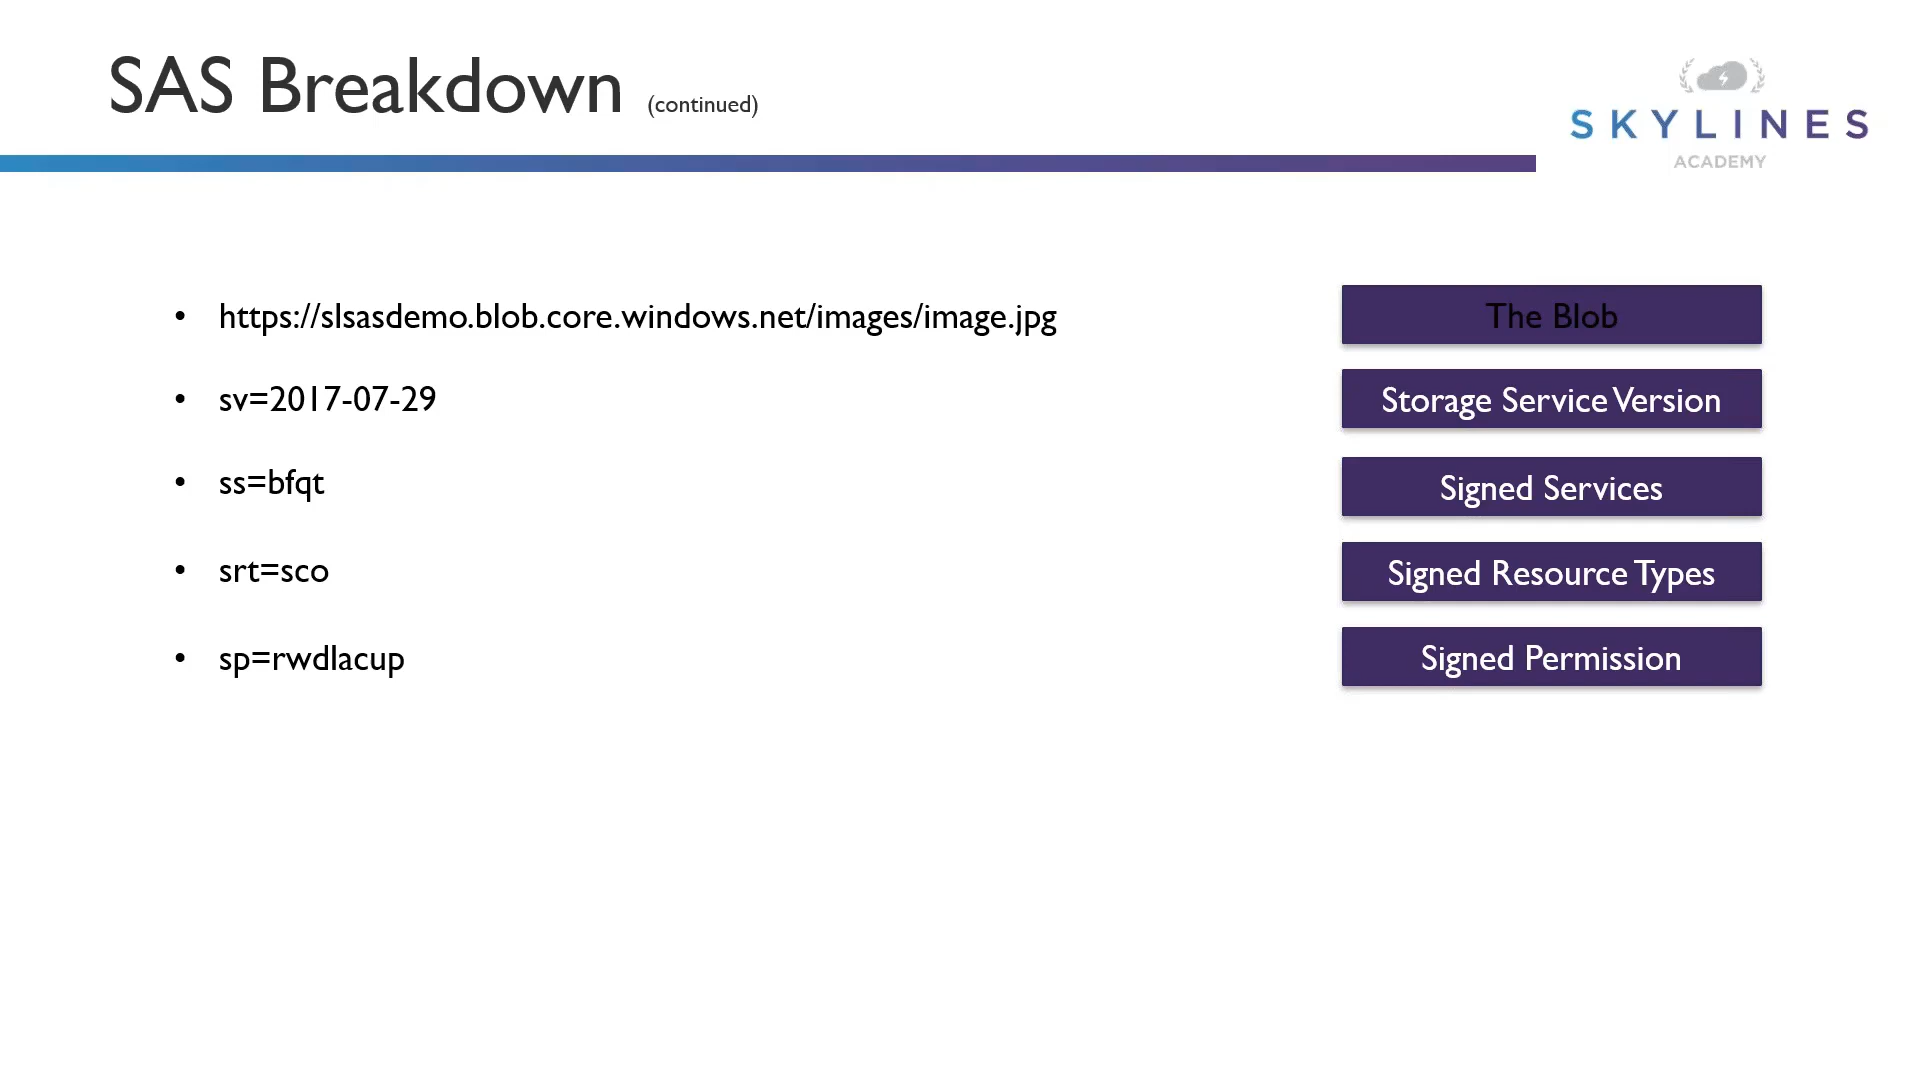 SAS Breakdown (continued)
SKYLINES
ACADEMY
• https://slsasdemo.blob.core.windows.net/images/image.jpg
The Blob
• sv=2017-07-29
Storage Service Version
• ss=bfqt
Signed Services
• srt=sco
Signed Resource Types
• sp=rwdlacup
Signed Permission